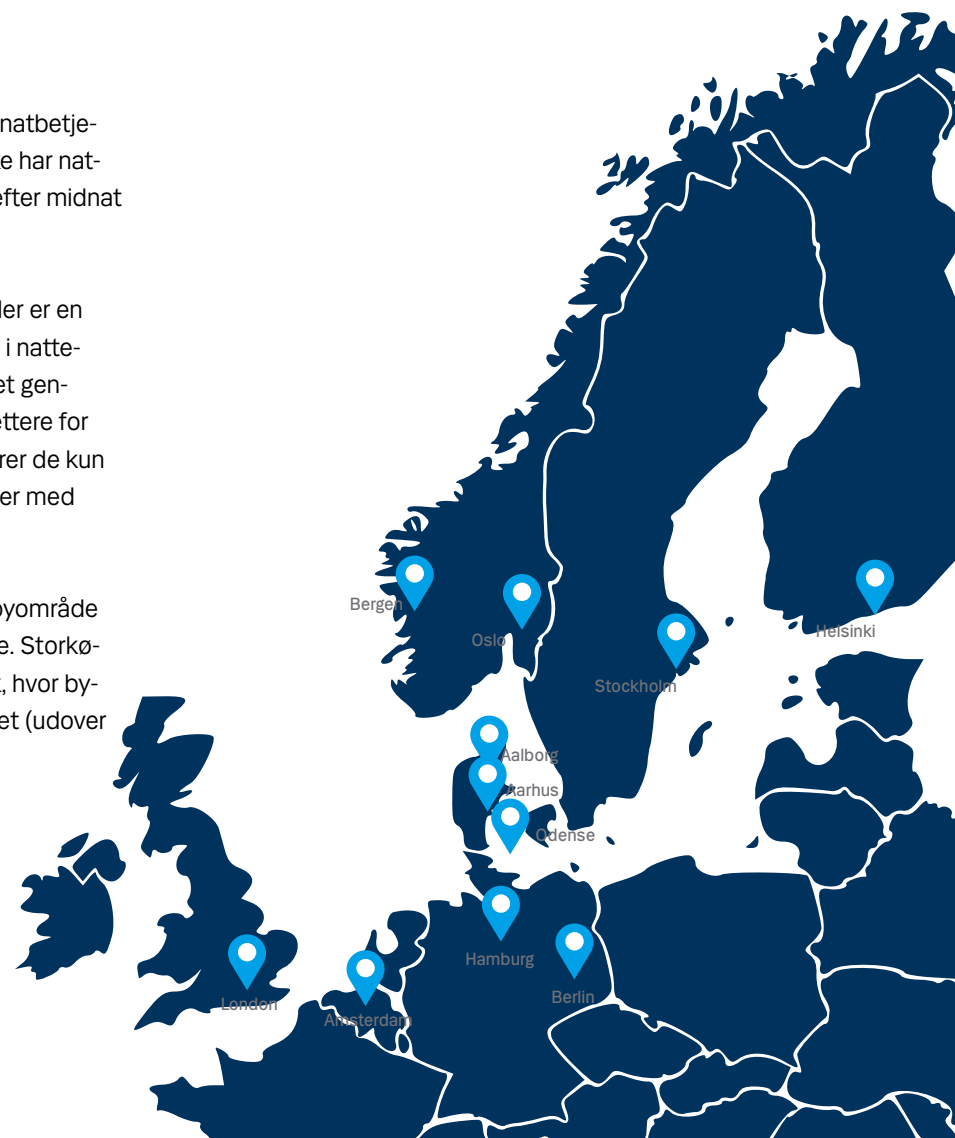 natbetje-
e har nat-
efter midnat
der er en
i natte-
et gen-
ettere for
rer de kun
er med
byområde
e. Storkø-
, hvor by-
et (udover
Bergen
Oslo
Helsinki
Stockholm
Aalborg
Aarhus
Odense
Hamburg
Berlin
London
Amsterdam